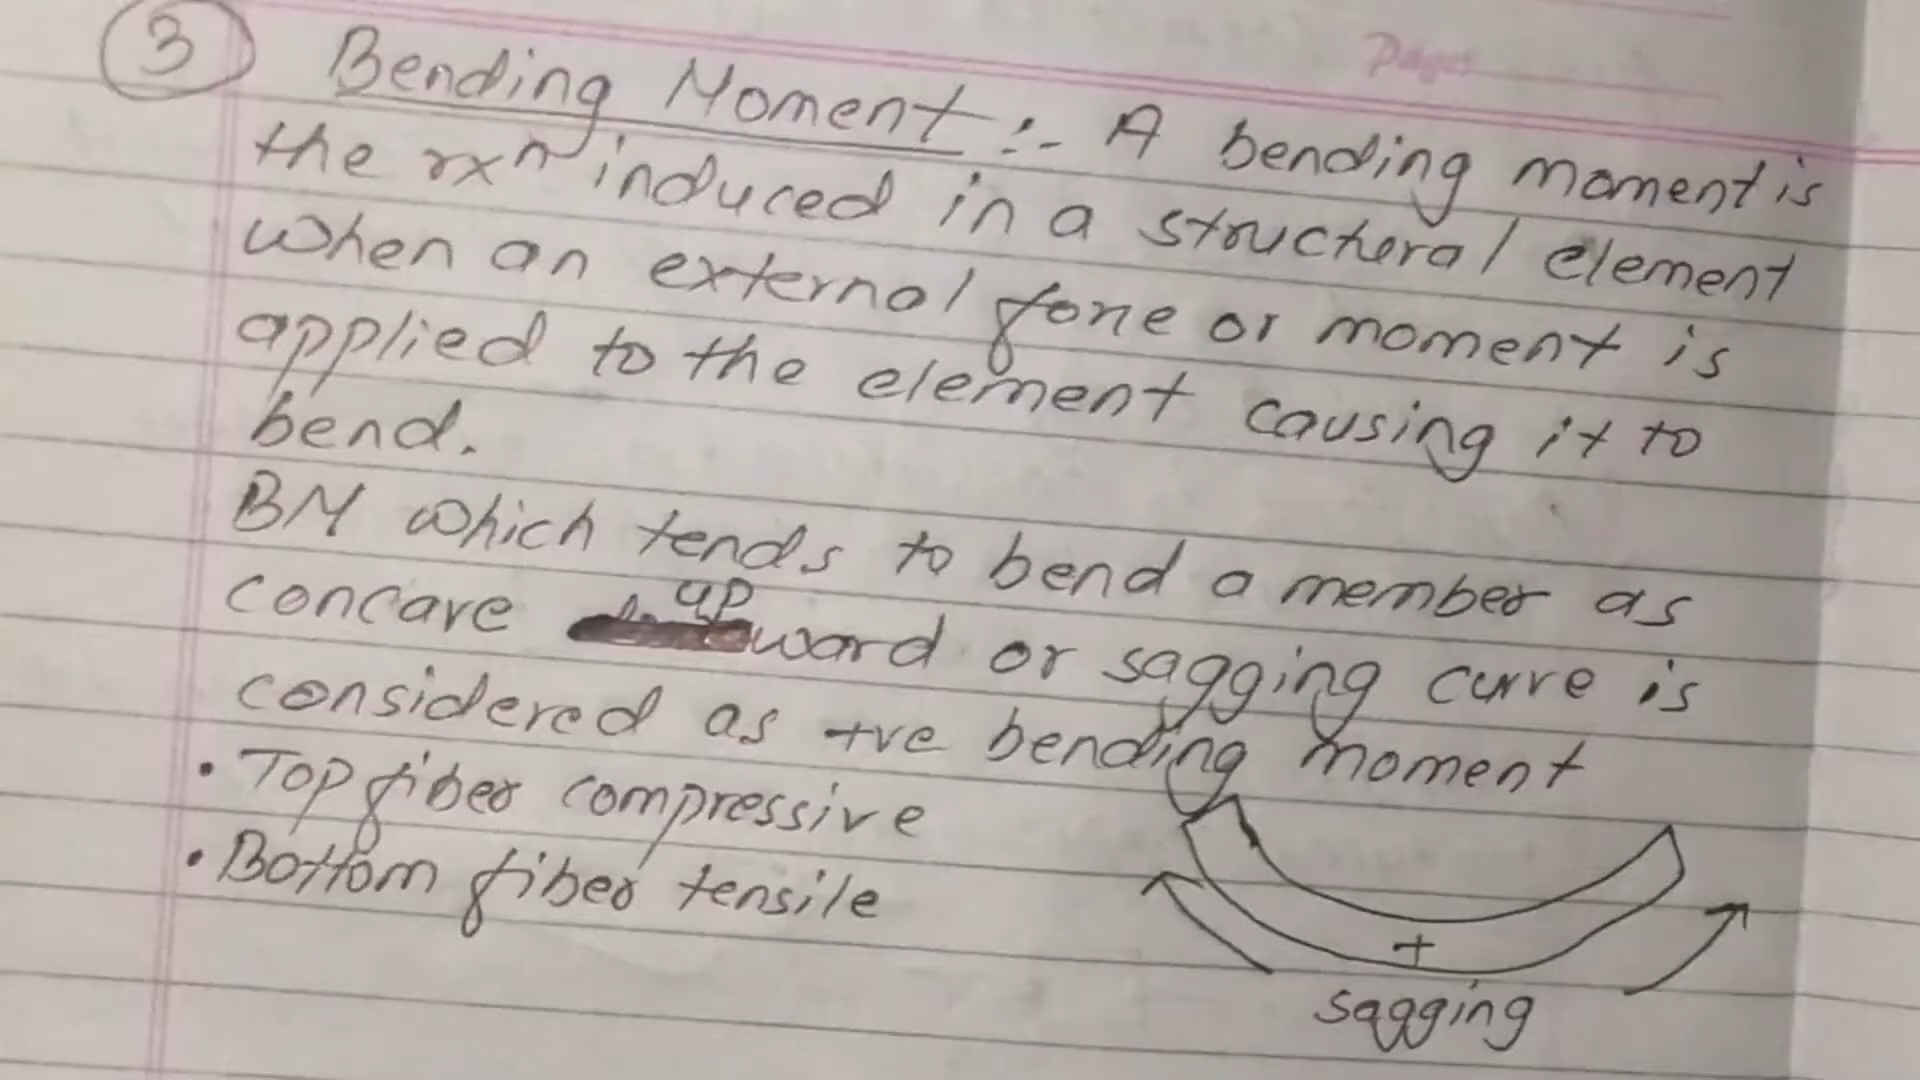 Page:
3 Bending Moment :- A bending moment is
the rxn induced in a structural element
when an external force or moment is
applied to the element causing it to
bend.
BM which tends to bend a member as
concave upward or sagging curve is
considered as +ve bending moment
• Top fiber compressive
• Bottom fiber tensile
+
sagging